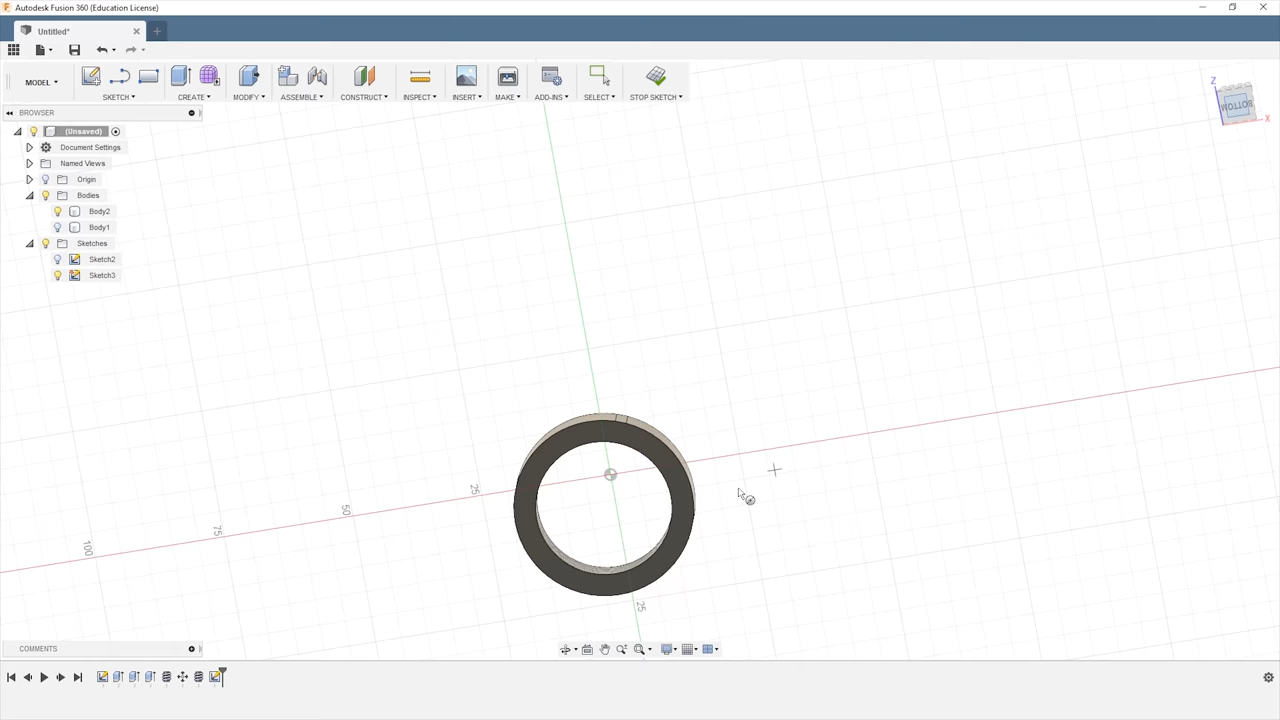 Autodesk Fusion 360 (Education License)
Untitled*
MODEL
SKETCH
CREATE
MODIFY
ASSEMBLE
CONSTRUCT
INSPECT
INSERT
MAKE
ADD-INS
SELECT
STOP SKETCH
BROWSER
(Unsaved)
Document Settings
Named Views
Origin
Bodies
Body2
Body1
Sketches
Sketch2
Sketch3
Z
BOTTOM
X
25
50
75
100
25
COMMENTS